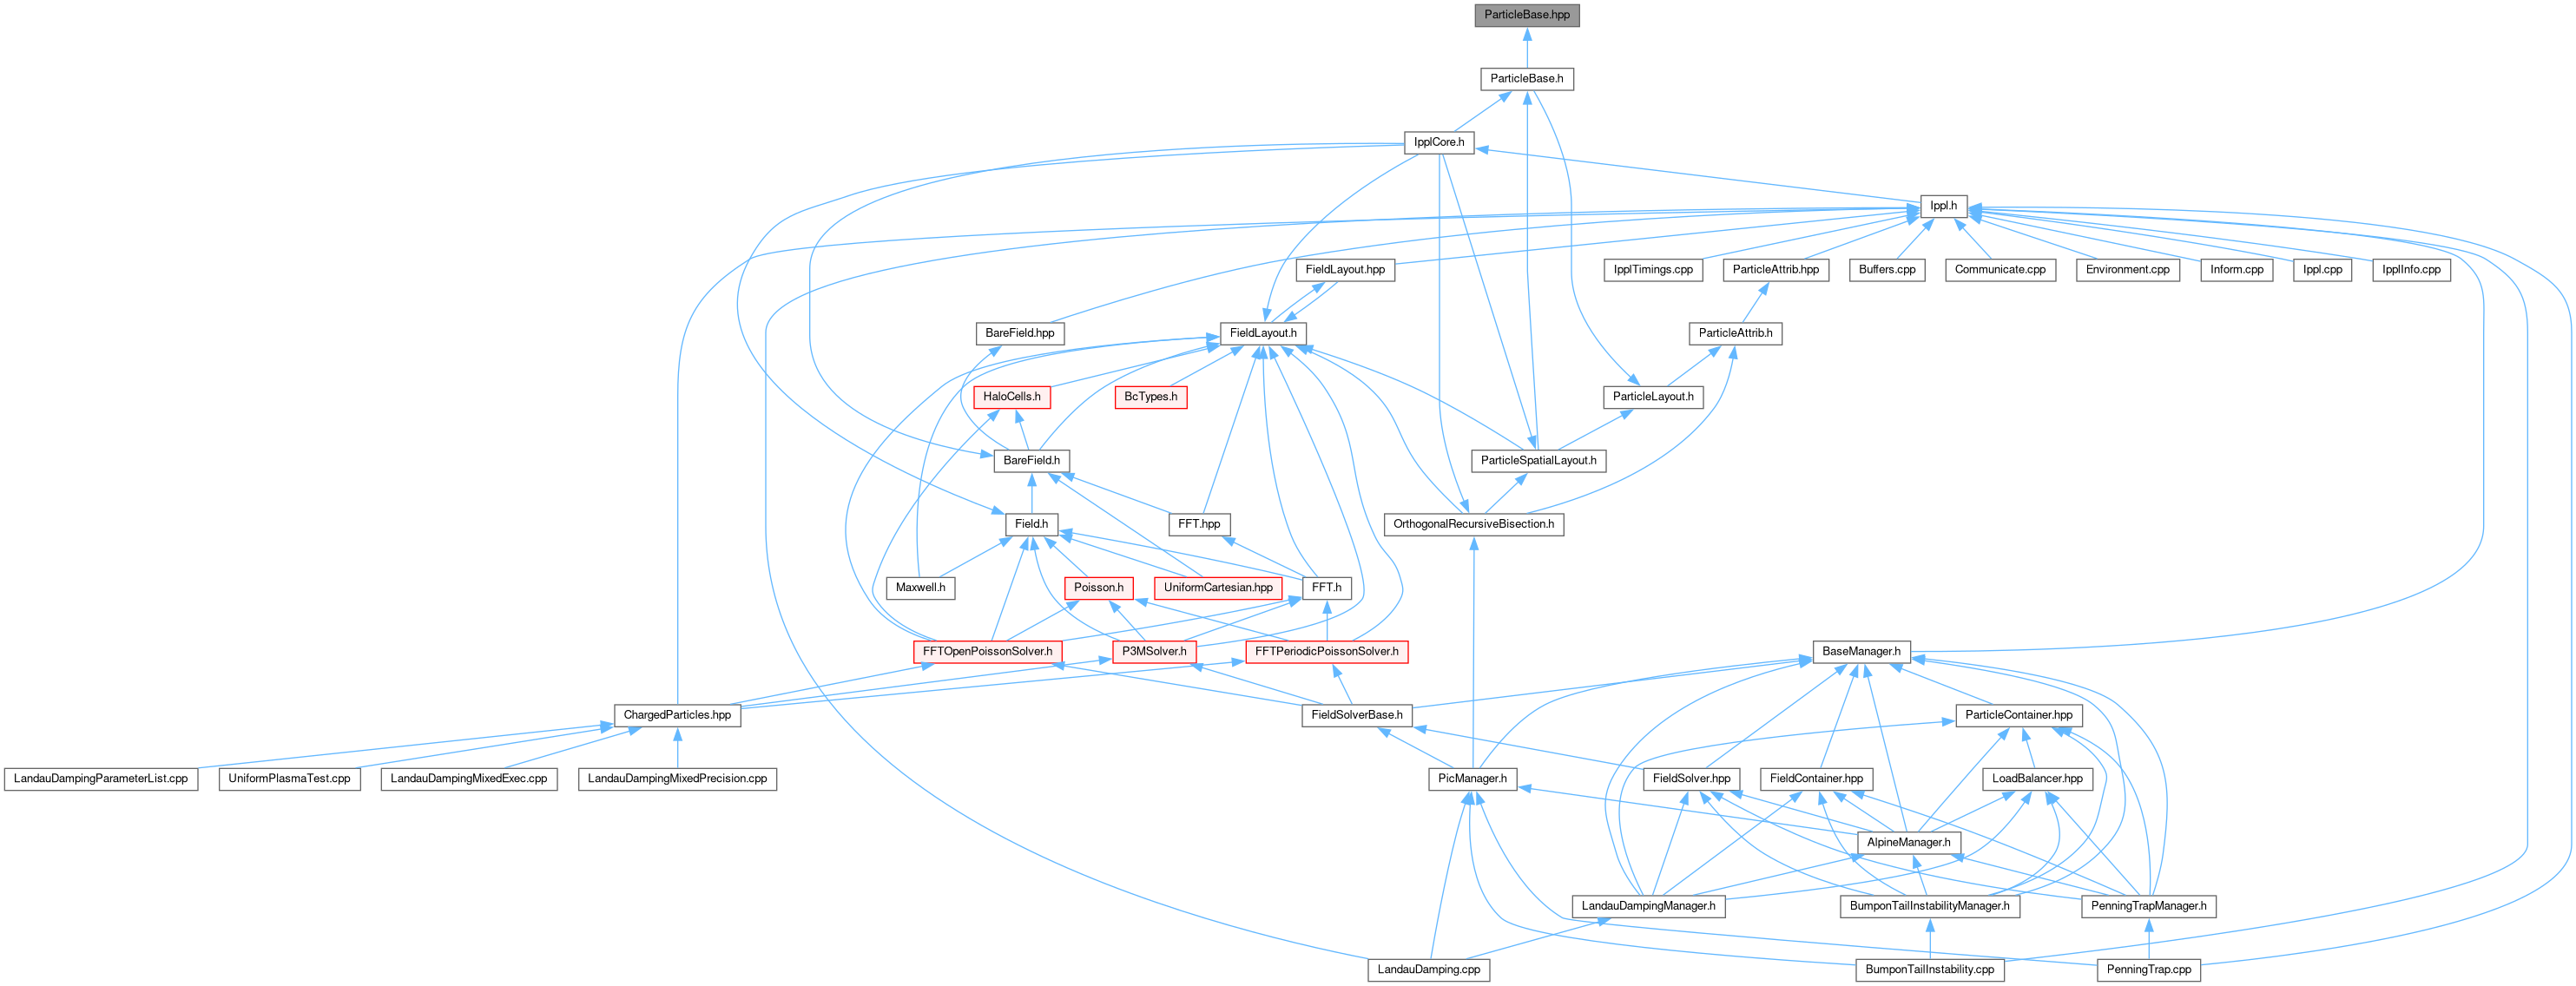 ParticleBase.hpp
ParticleBase.h
IpplCore.h
Ippl.h
FieldLayout.hpp
IpplTimings.cpp
ParticleAttrib.hpp
Buffers.cpp
Communicate.cpp
Environment.cpp
Inform.cpp
Ippl.cpp
IpplInfo.cpp
BareField.hpp
FieldLayout.h
ParticleAttrib.h
HaloCells.h
BcTypes.h
ParticleLayout.h
BareField.h
ParticleSpatialLayout.h
Field.h
FFT.hpp
OrthogonalRecursiveBisection.h
Maxwell.h
Poisson.h
UniformCartesian.hpp
FFT.h
FFTOpenPoissonSolver.h
P3MSolver.h
FFTPeriodicPoissonSolver.h
BaseManager.h
ChargedParticles.hpp
FieldSolverBase.h
ParticleContainer.hpp
LandauDampingParameterList.cpp
UniformPlasmaTest.cpp
LandauDampingMixedExec.cpp
LandauDampingMixedPrecision.cpp
PicManager.h
FieldSolver.hpp
FieldContainer.hpp
LoadBalancer.hpp
AlpineManager.h
LandauDampingManager.h
BumponTailInstabilityManager.h
PenningTrapManager.h
LandauDamping.cpp
BumponTailInstability.cpp
PenningTrap.cpp